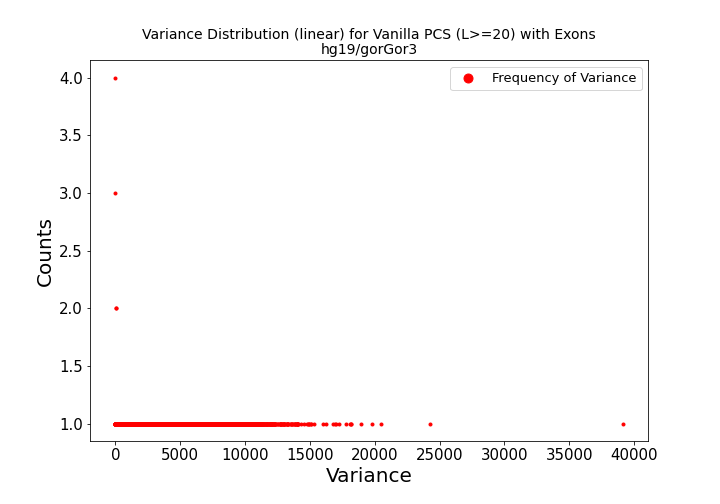 Variance Distribution (linear) for Vanilla PCS (L>=20) with Exons
hg19/gorGor3
Frequency of Variance
4.0
3.5
3.0
2.5
2.0
1.5
1.0
Counts
0 5000 10000 15000 20000 25000 30000 35000 40000
Variance